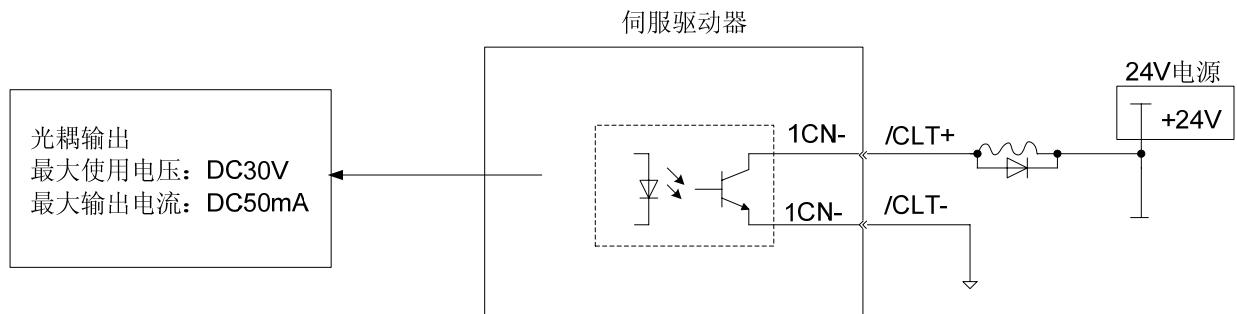 伺服驱动器
24V电源
+24V
光耦输出
最大使用电压：DC30V
最大输出电流：DC50mA
1CN-
/CLT+
1CN-
/CLT-